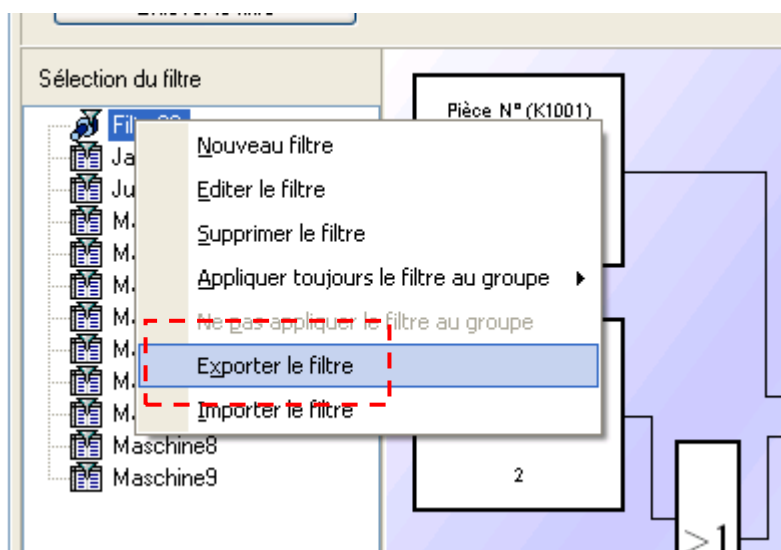 Sélection du filtre
Pièce N° (K1001)
Nouveau filtre
Editer le filtre
Supprimer le filtre
Appliquer toujours le filtre au groupe
Ne pas appliquer le filtre au groupe
Exporter le filtre
Importer le filtre
Maschine8
Maschine9
2
>1